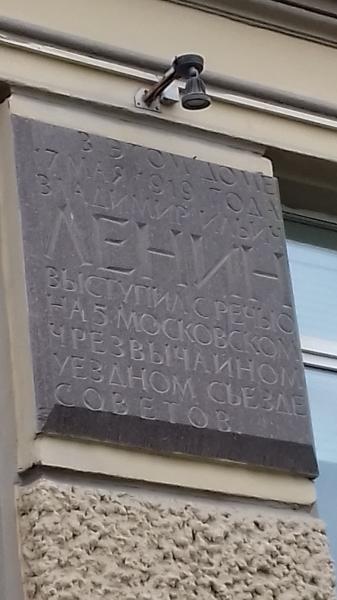 В ЭТОМ ДОМЕ
17 МАЯ 1919 ГОДА
ВЛАДИМИР ИЛЬИЧ
ЛЕНИН
ВЫСТУПИЛ С РЕЧЬЮ
НА 5 МОСКОВСКОМ
ЧРЕЗВЫЧАЙНОМ
УЕЗДНОМ СЪЕЗДЕ
СОВЕТОВ